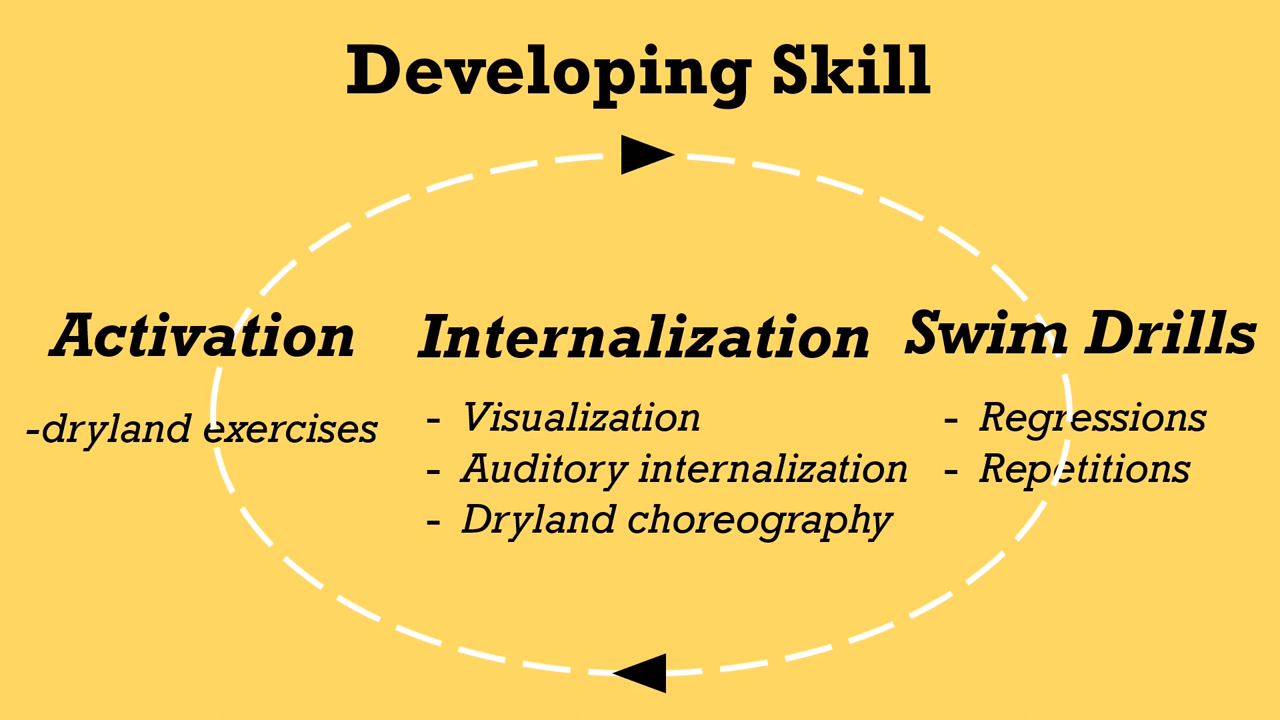 Developing Skill
Activation
-dryland exercises
Internalization
- Visualization
- Auditory internalization
- Dryland choreography
Swim Drills
- Regressions
- Repetitions